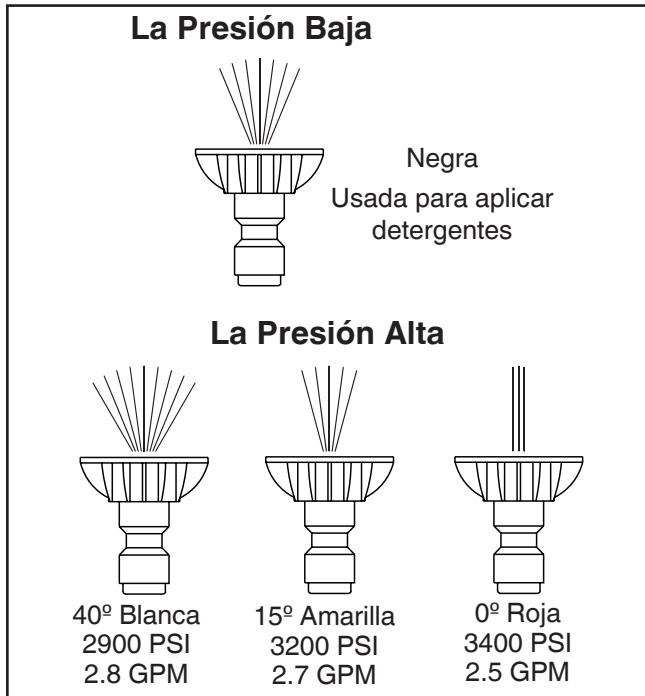 La Presión Baja
Negra
Usada para aplicar
detergentes
La Presión Alta
40º Blanca
2900 PSI
2.8 GPM
15º Amarilla
3200 PSI
2.7 GPM
0º Roja
3400 PSI
2.5 GPM